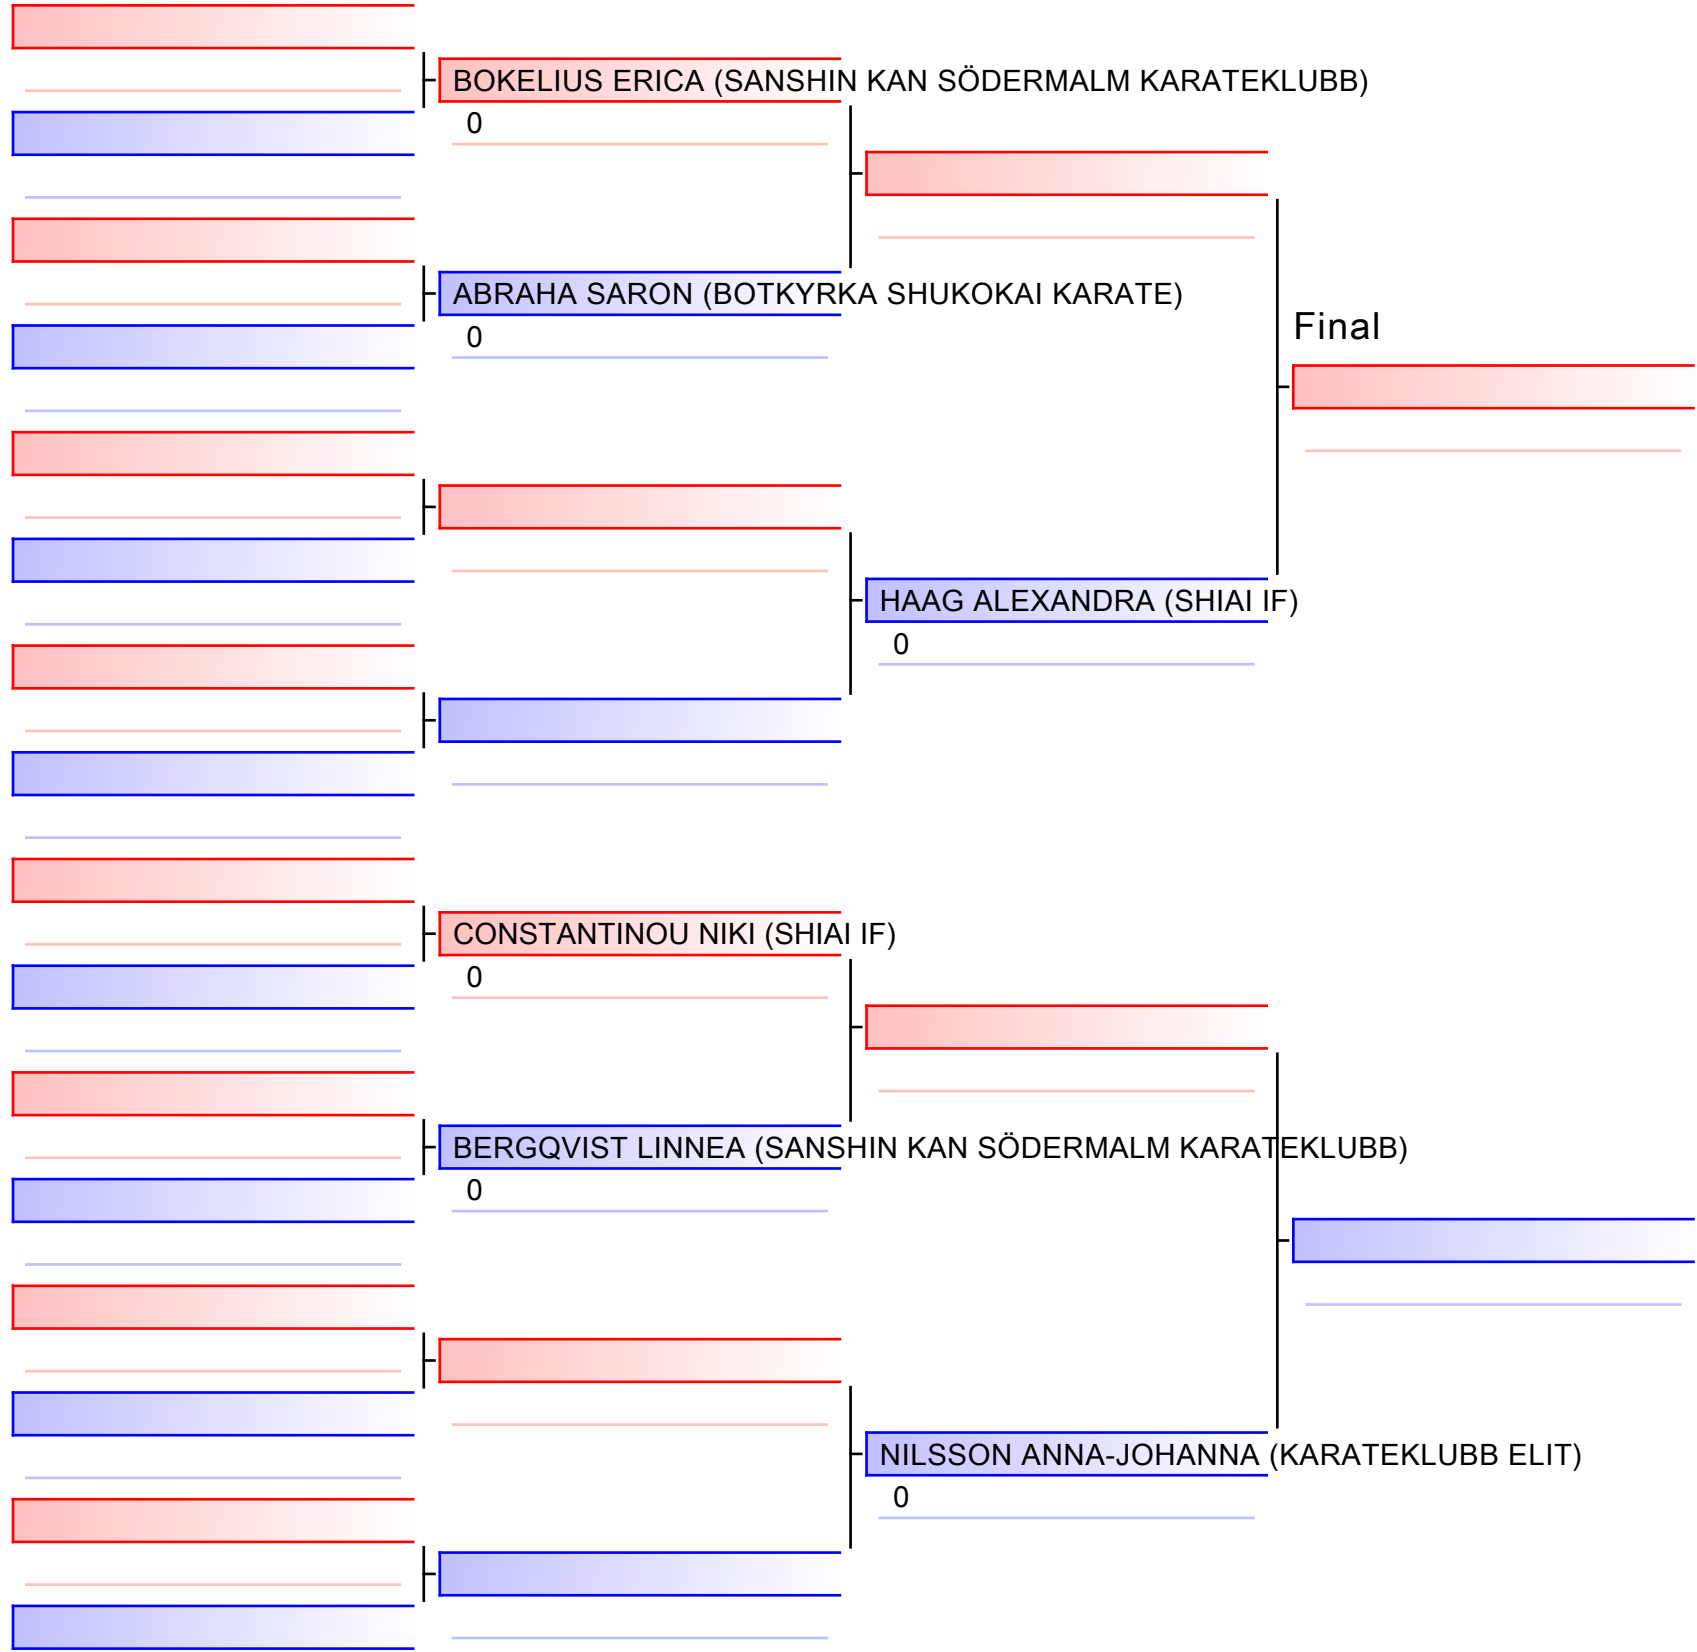 BOKELIUS ERICA (SANSHIN KAN SÖDERMALM KARATEKLUBB)
0
ABRAHA SARON (BOTKYRKA SHUKOKAI KARATE)
0
Final
HAAG ALEXANDRA (SHIAI IF)
0
CONSTANTINOU NIKI (SHIAI IF)
0
BERGQVIST LINNEA (SANSHIN KAN SÖDERMALM KARATEKLUBB)
0
NILSSON ANNA-JOHANNA (KARATEKLUBB ELIT)
0